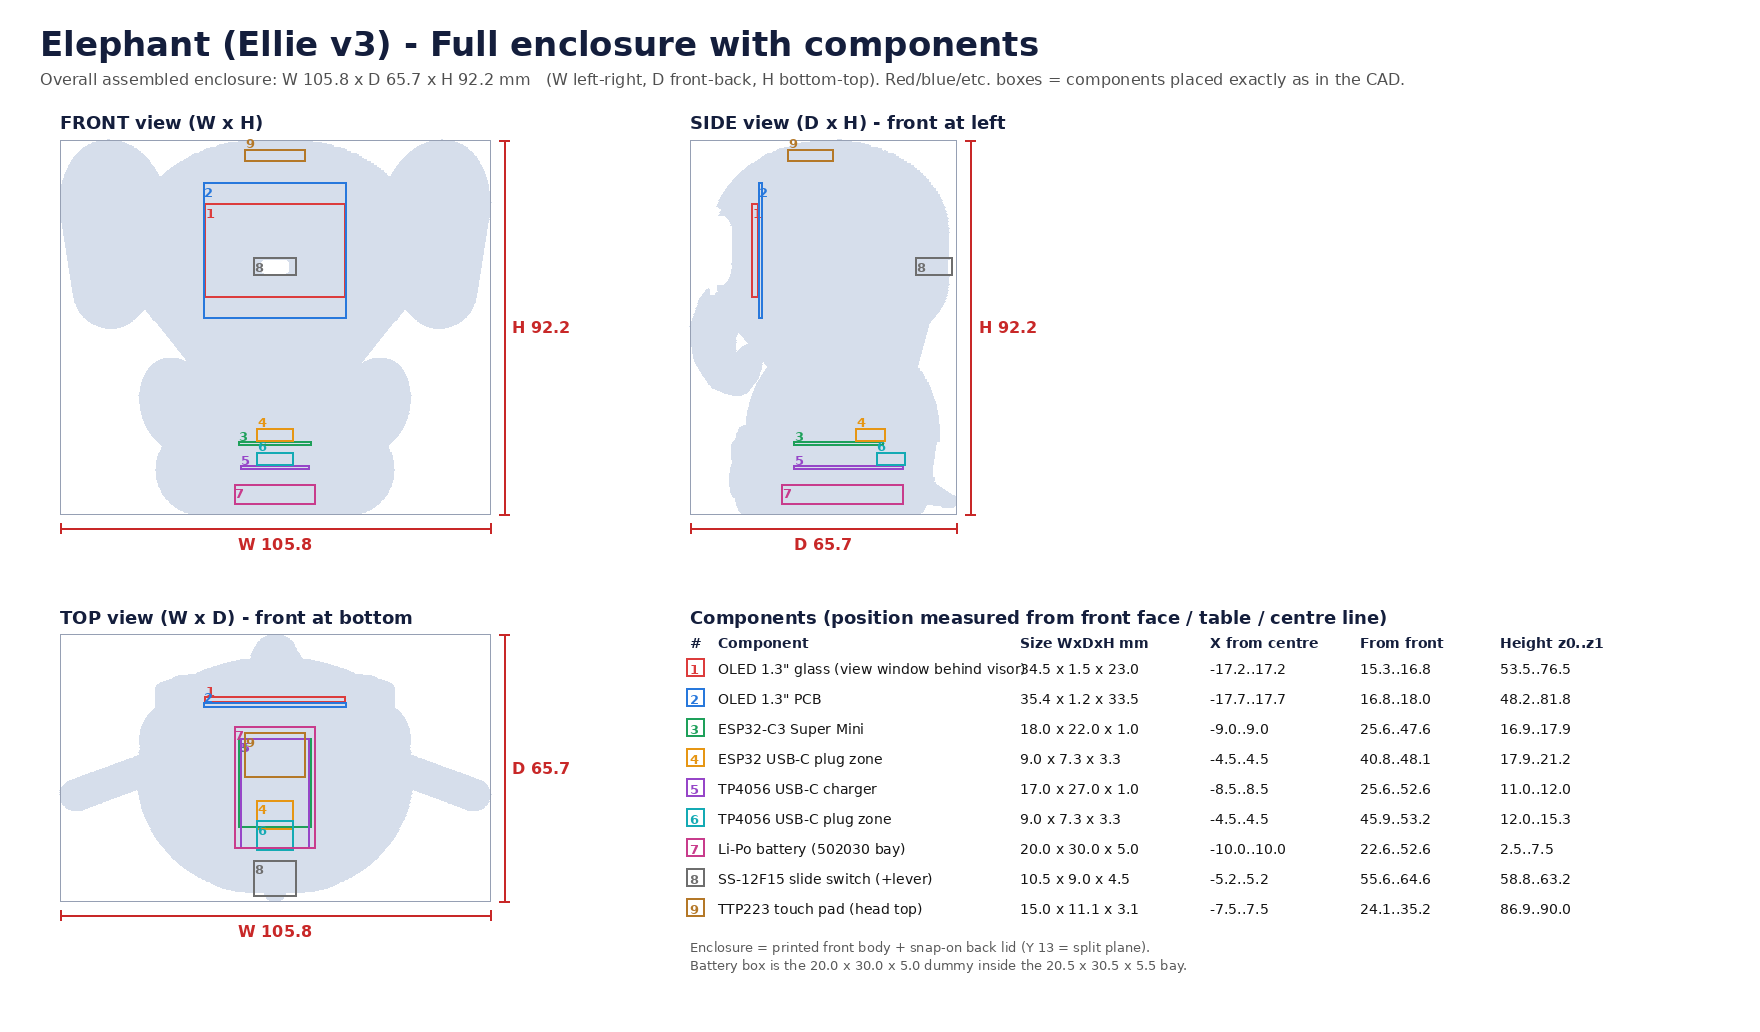 Elephant (Ellie v3) - Full enclosure with components
Overall assembled enclosure: W 105.8 x D 65.7 x H 92.2 mm (W left-right, D front-back, H bottom-top). Red/blue/etc. boxes = components placed exactly as in the CAD.
FRONT view (W x H)
9
2
1
8
4
3
6
5
7
H 92.2
W 105.8
SIDE view (D x H) - front at left
9
2
1
8
4
3
6
5
7
H 92.2
D 65.7
TOP view (W x D) - front at bottom
1
2
7
9
3
5
4
6
8
D 65.7
W 105.8
Components (position measured from front face / table / centre line)
# Component Size WxDxH mm X from centre From front Height z0..z1
1 OLED 1.3" glass (view window behind visor) 34.5 x 1.5 x 23.0 -17.2..17.2 15.3..16.8 53.5..76.5
2 OLED 1.3" PCB 35.4 x 1.2 x 33.5 -17.7..17.7 16.8..18.0 48.2..81.8
3 ESP32-C3 Super Mini 18.0 x 22.0 x 1.0 -9.0..9.0 25.6..47.6 16.9..17.9
4 ESP32 USB-C plug zone 9.0 x 7.3 x 3.3 -4.5..4.5 40.8..48.1 17.9..21.2
5 TP4056 USB-C charger 17.0 x 27.0 x 1.0 -8.5..8.5 25.6..52.6 11.0..12.0
6 TP4056 USB-C plug zone 9.0 x 7.3 x 3.3 -4.5..4.5 45.9..53.2 12.0..15.3
7 Li-Po battery (502030 bay) 20.0 x 30.0 x 5.0 -10.0..10.0 22.6..52.6 2.5..7.5
8 SS-12F15 slide switch (+lever) 10.5 x 9.0 x 4.5 -5.2..5.2 55.6..64.6 58.8..63.2
9 TTP223 touch pad (head top) 15.0 x 11.1 x 3.1 -7.5..7.5 24.1..35.2 86.9..90.0
Enclosure = printed front body + snap-on back lid (Y 13 = split plane).
Battery box is the 20.0 x 30.0 x 5.0 dummy inside the 20.5 x 30.5 x 5.5 bay.